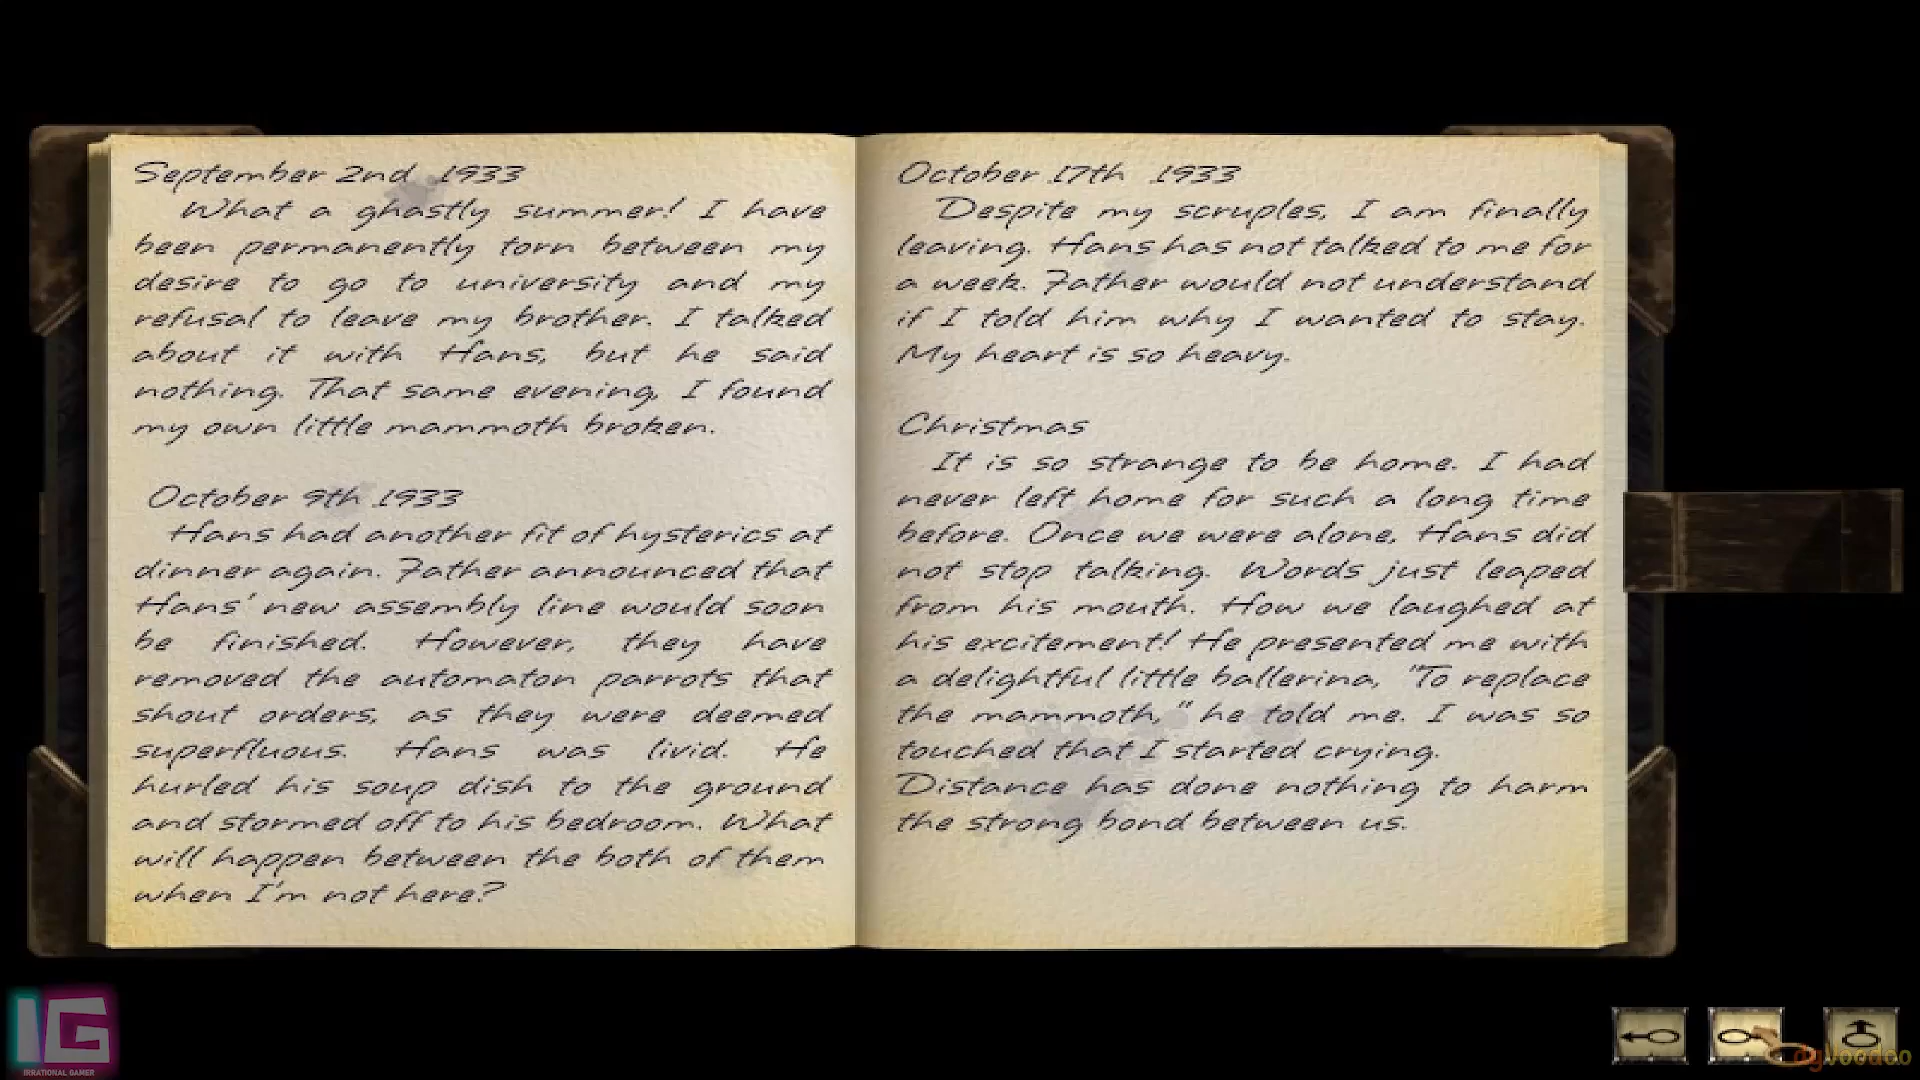 September 2nd 1933
What a ghastly summer! I have
been permanently torn between my
desire to go to university and my
refusal to leave my brother. I talked
about it with Hans, but he said
nothing. That same evening, I found
my own little mammoth broken.
October 9th 1933
Hans had another fit of hysterics at
dinner again. Father announced that
Hans' new assembly line would soon
be finished. However, they have
removed the automaton parrots that
shout orders, as they were deemed
superfluous. Hans was livid. He
hurled his soup dish to the ground
and stormed off to his bedroom. What
will happen between the both of them
when I'm not here?
October 17th 1933
Despite my scruples, I am finally
leaving. Hans has not talked to me for
a week. Father would not understand
if I told him why I wanted to stay.
My heart is so heavy.
Christmas
It is so strange to be home. I had
never left home for such a long time
before. Once we were alone, Hans did
not stop talking. Words just leaped
from his mouth. How we laughed at
his excitement! He presented me with
a delightful little ballerina, "To replace
the mammoth," he told me. I was so
touched that I started crying.
Distance has done nothing to harm
the strong bond between us.
IG
IRRATIONAL GAMER
dgVoodoo